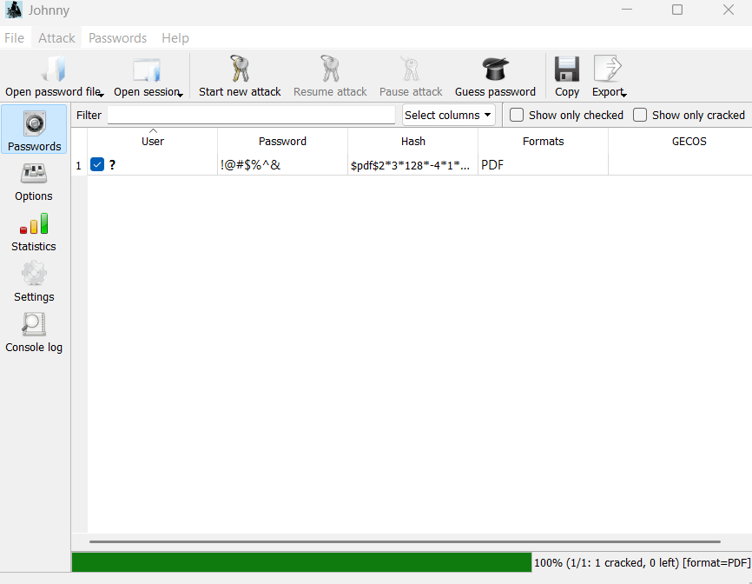 Johnny
File Attack Passwords Help
Open password file Open session Start new attack Resume attack Pause attack Guess password Copy Export
Passwords
Options
Statistics
Settings
Console log
Filter Select columns Show only checked Show only cracked
User Password Hash Formats GECOS
1 ? !@#$%^& $pdf$2*3*128*-4*1*... PDF
100% (1/1: 1 cracked, 0 left) [format=PDF]